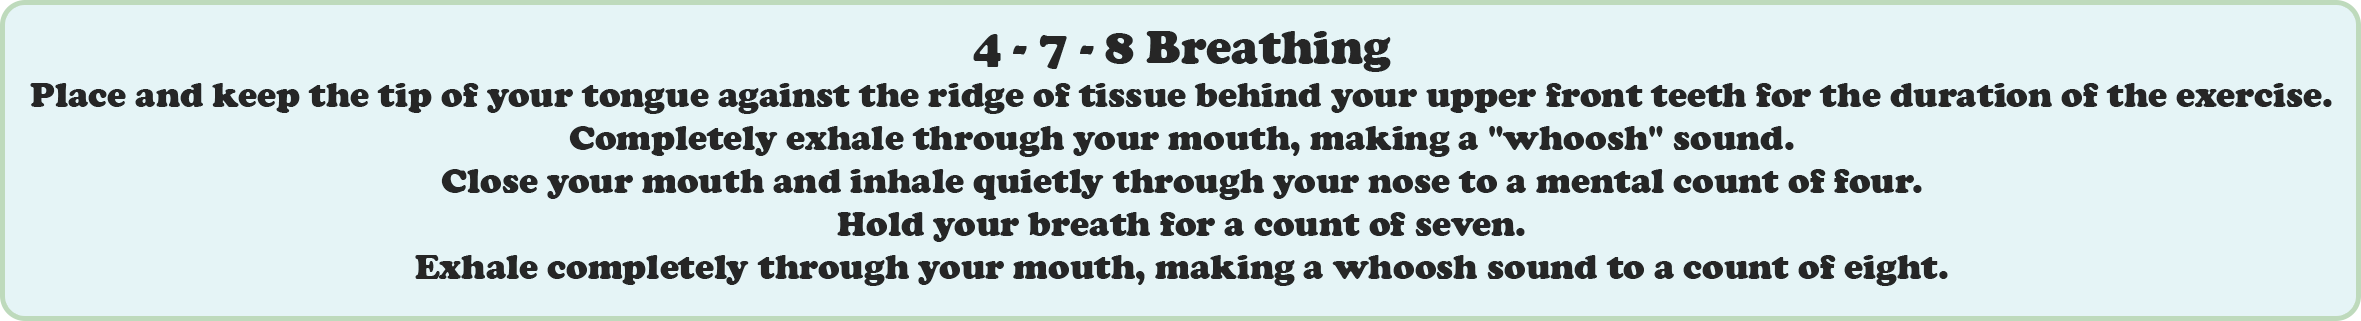 4 - 7 - 8 Breathing
Place and keep the tip of your tongue against the ridge of tissue behind your upper front teeth for the duration of the exercise.
Completely exhale through your mouth, making a "whoosh" sound.
Close your mouth and inhale quietly through your nose to a mental count of four.
Hold your breath for a count of seven.
Exhale completely through your mouth, making a whoosh sound to a count of eight.